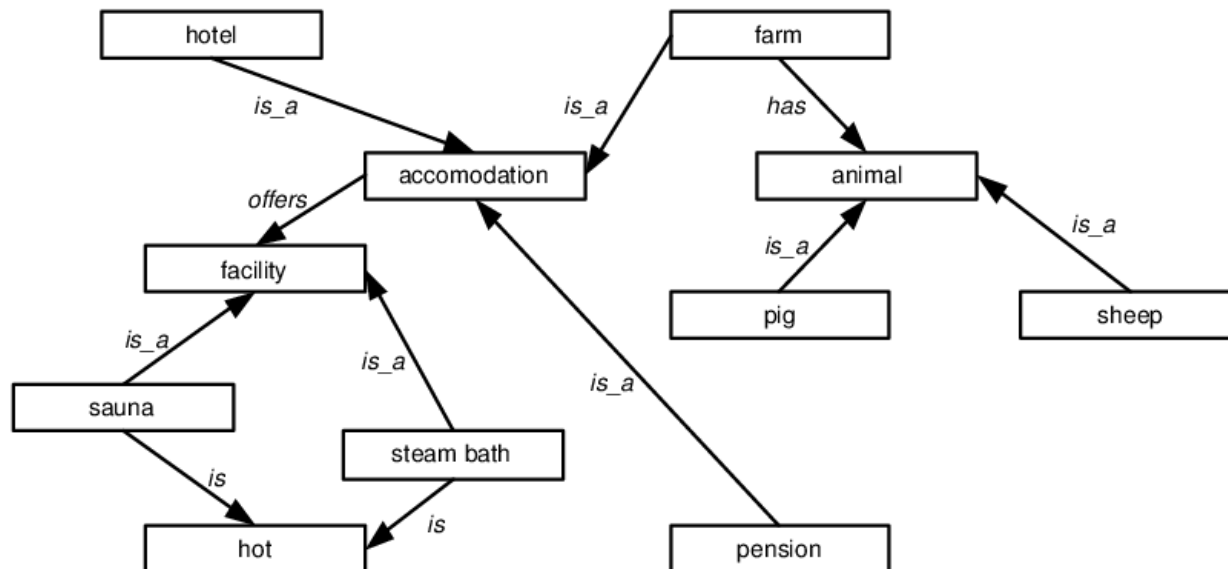 hotel
farm
is_a
is_a
has
accomodation
animal
offers
is_a
is_a
facility
pig
sheep
is_a
is_a
is_a
sauna
steam bath
is
is
hot
pension